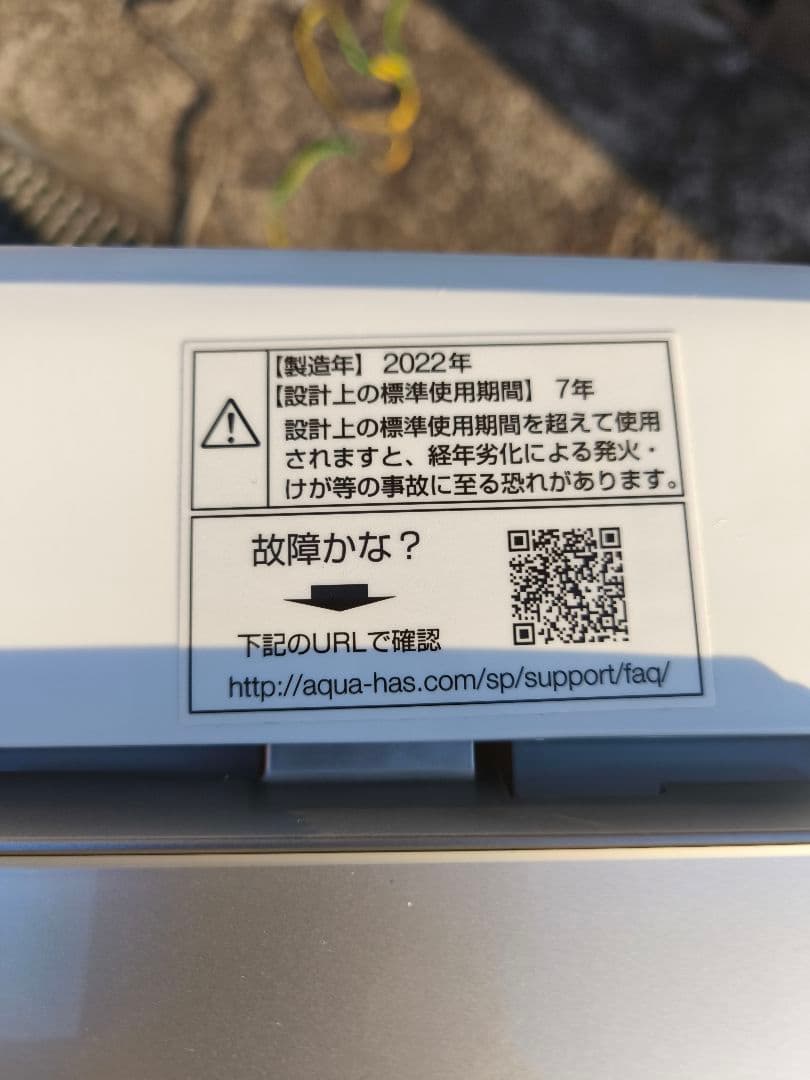 【製造年】 2022年
【設計上の標準使用期間】 7年
設計上の標準使用期間を超えて使用
されますと、経年劣化による発火・
けが等の事故に至る恐れがあります。
故障かな？
下記のURLで確認
http://aqua-has.com/sp/support/faq/